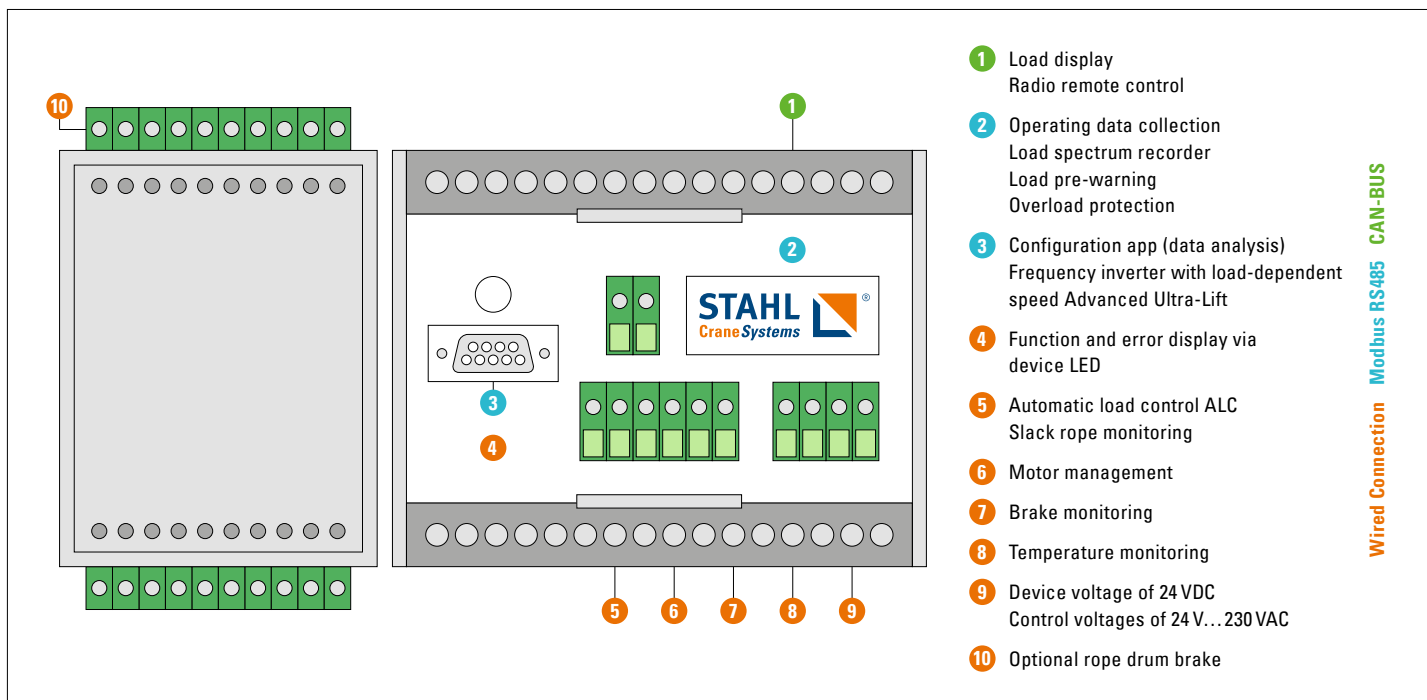 10
1
2
STAHL
CraneSystems
®
3
4
5
6
7
8
9
1 Load display
Radio remote control
2 Operating data collection
Load spectrum recorder
Load pre-warning
Overload protection
3 Configuration app (data analysis)
Frequency inverter with load-dependent
speed Advanced Ultra-Lift
4 Function and error display via
device LED
5 Automatic load control ALC
Slack rope monitoring
6 Motor management
7 Brake monitoring
8 Temperature monitoring
9 Device voltage of 24 VDC
Control voltages of 24 V...230 VAC
10 Optional rope drum brake
Wired Connection Modbus RS485 CAN-BUS